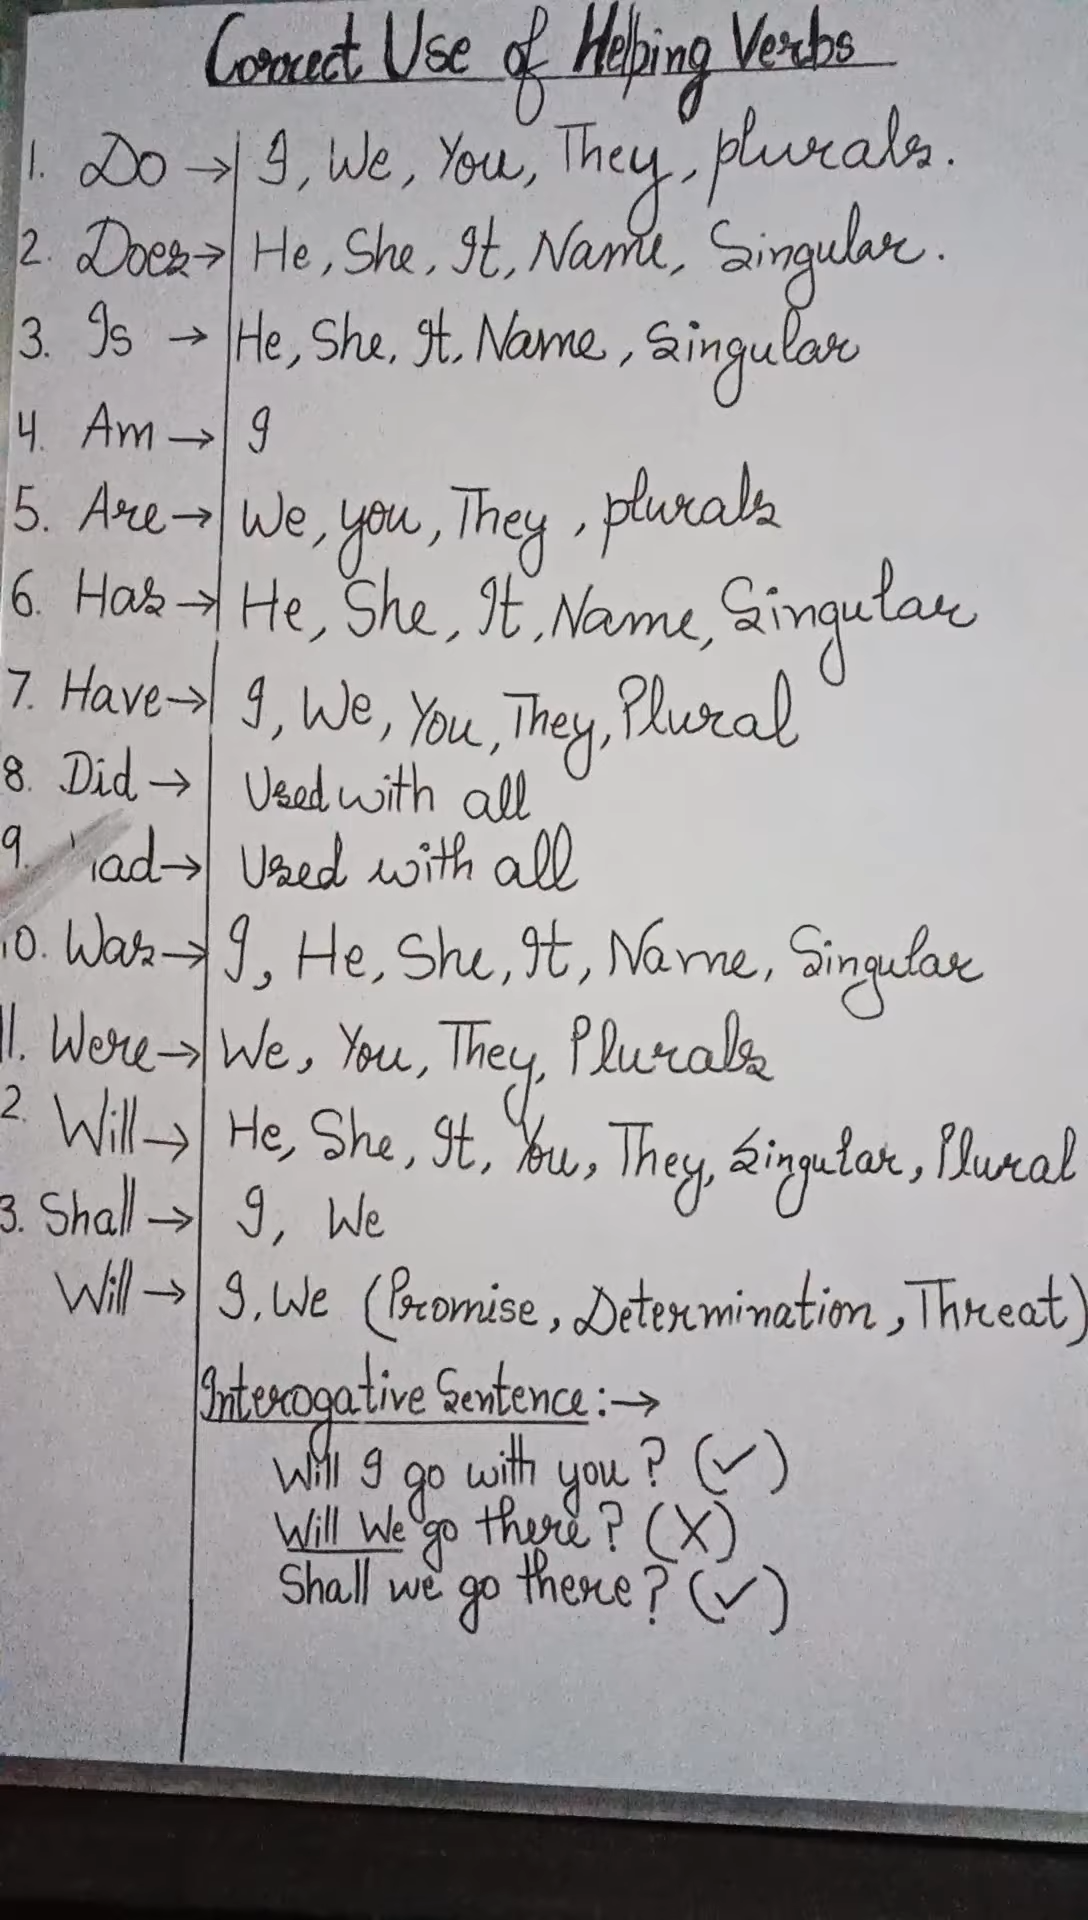 Correct Use of Helping Verbs
1. Do → I, We, You, They, plurals.
2. Does → He, She, It, Name, Singular.
3. Is → He, She, It, Name, Singular
4. Am → I
5. Are → We, you, They, plurals
6. Has → He, She, It, Name, Singular
7. Have → I, We, You, They, Plural
8. Did → Used with all
9. ad → Used with all
10. Was → I, He, She, It, Name, Singular
11. Were → We, You, They, Plurals
2. Will → He, She, It, You, They, Singular, Plural
3. Shall → I, We
Will → I, We (Promise, Determination, Threat)
Interogative Sentence :→
Will I go with you? (✓)
Will We go there? (X)
Shall we go there? (✓)